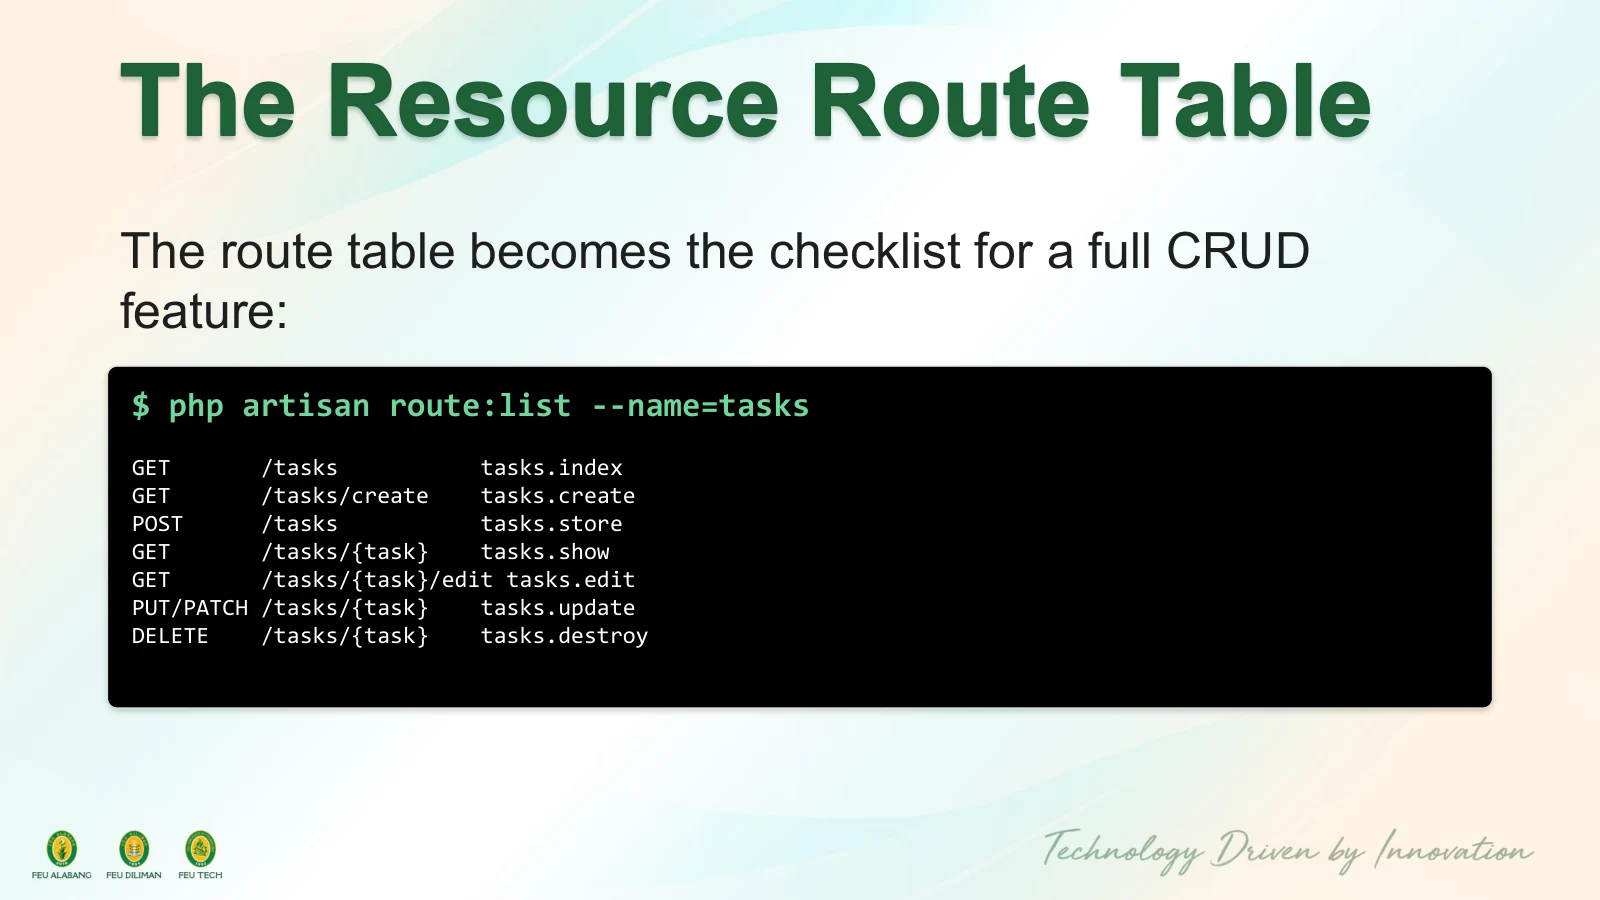 The Resource Route Table
The route table becomes the checklist for a full CRUD
feature:
$ php artisan route:list --name=tasks
GET       /tasks           tasks.index
GET       /tasks/create    tasks.create
POST      /tasks           tasks.store
GET       /tasks/{task}    tasks.show
GET       /tasks/{task}/edit tasks.edit
PUT/PATCH /tasks/{task}    tasks.update
DELETE    /tasks/{task}    tasks.destroy
FEU ALABANG FEU DILIMAN FEU TECH
Technology Driven by Innovation